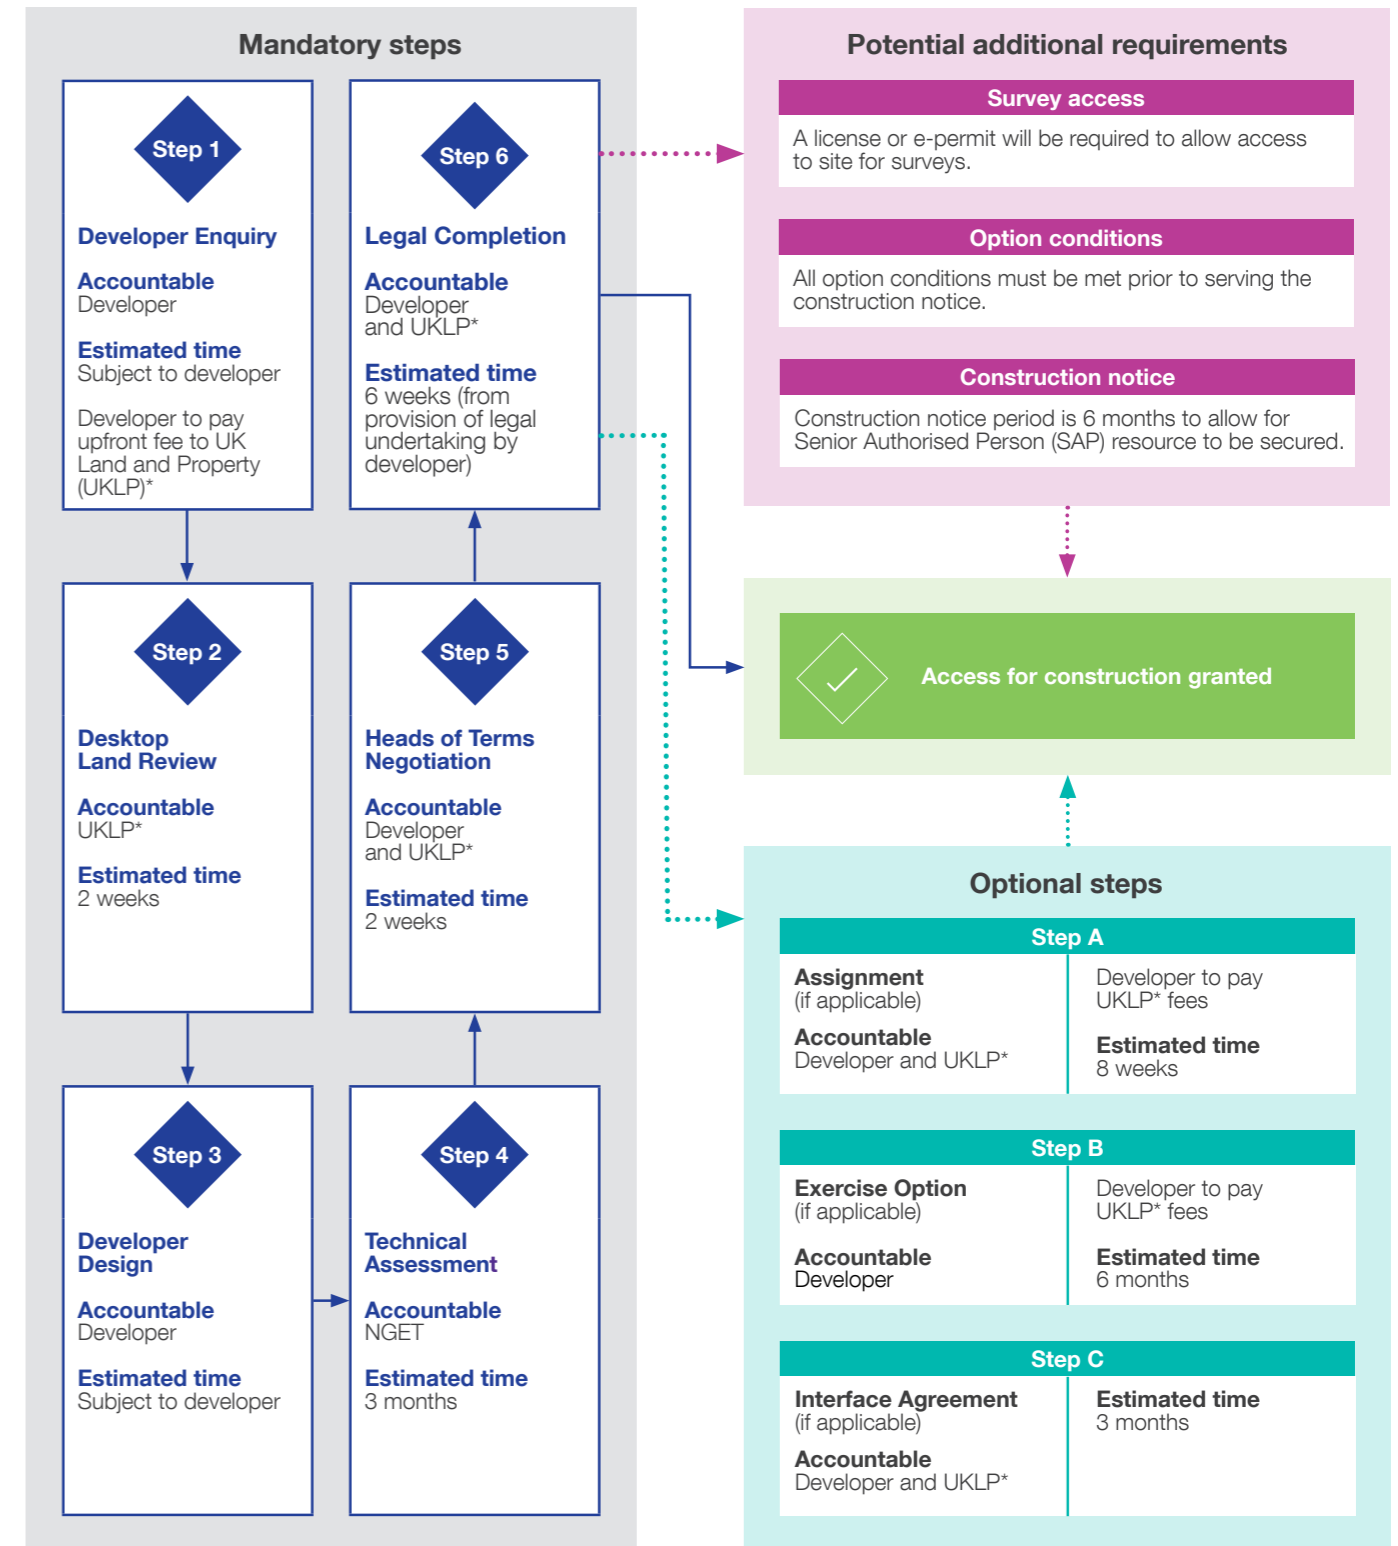 Mandatory steps
Step 1
Developer Enquiry
Accountable
Developer
Estimated time
Subject to developer
Developer to pay
upfront fee to UK
Land and Property
(UKLP)*
Step 2
Desktop
Land Review
Accountable
UKLP*
Estimated time
2 weeks
Step 3
Developer
Design
Accountable
Developer
Estimated time
Subject to developer
Step 4
Technical
Assessment
Accountable
NGET
Estimated time
3 months
Step 5
Heads of Terms
Negotiation
Accountable
Developer
and UKLP*
Estimated time
2 weeks
Step 6
Legal Completion
Accountable
Developer
and UKLP*
Estimated time
6 weeks (from
provision of legal
undertaking by
developer)
Potential additional requirements
Survey access
A license or e-permit will be required to allow access
to site for surveys.
Option conditions
All option conditions must be met prior to serving the
construction notice.
Construction notice
Construction notice period is 6 months to allow for
Senior Authorised Person (SAP) resource to be secured.
Access for construction granted
Optional steps
Step A
Assignment
(if applicable)
Accountable
Developer and UKLP*
Developer to pay
UKLP* fees
Estimated time
8 weeks
Step B
Exercise Option
(if applicable)
Accountable
Developer
Developer to pay
UKLP* fees
Estimated time
6 months
Step C
Interface Agreement
(if applicable)
Accountable
Developer and UKLP*
Estimated time
3 months